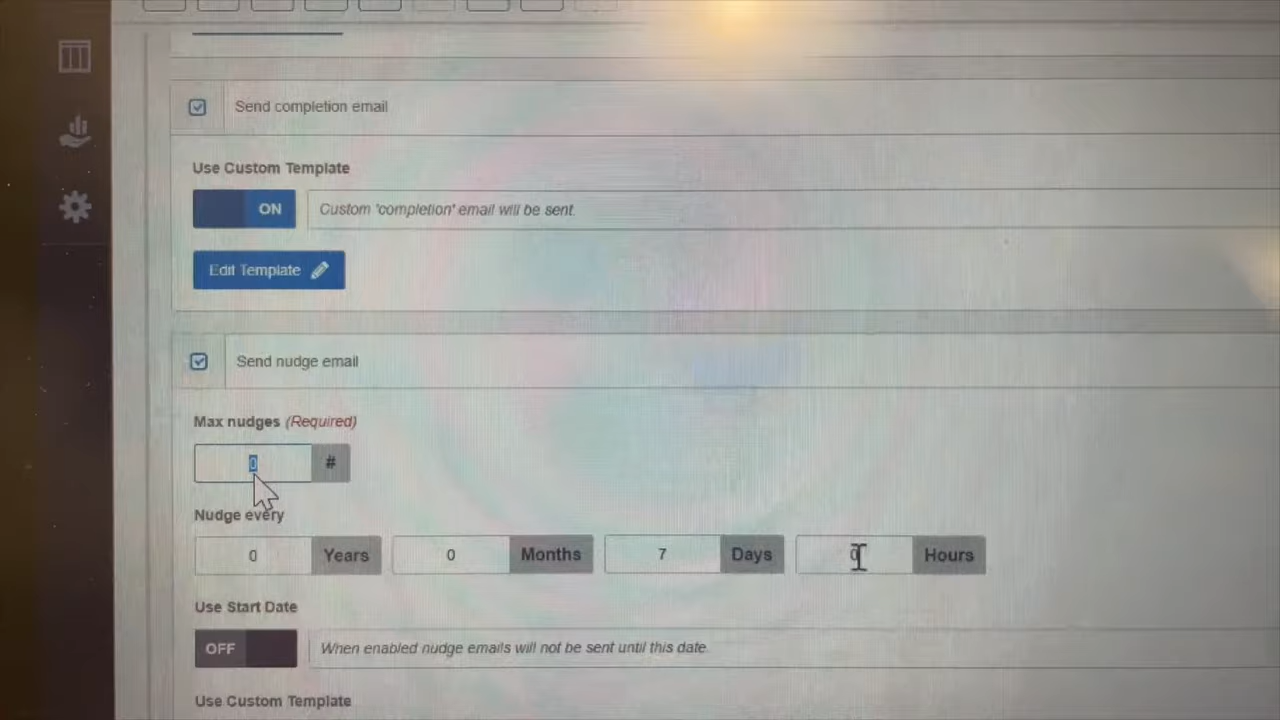 Send completion email
Use Custom Template
ON Custom 'completion' email will be sent.
Edit Template
Send nudge email
Max nudges (Required)
0 #
Nudge every
0 Years 0 Months 7 Days 0 Hours
Use Start Date
OFF When enabled nudge emails will not be sent until this date.
Use Custom Template